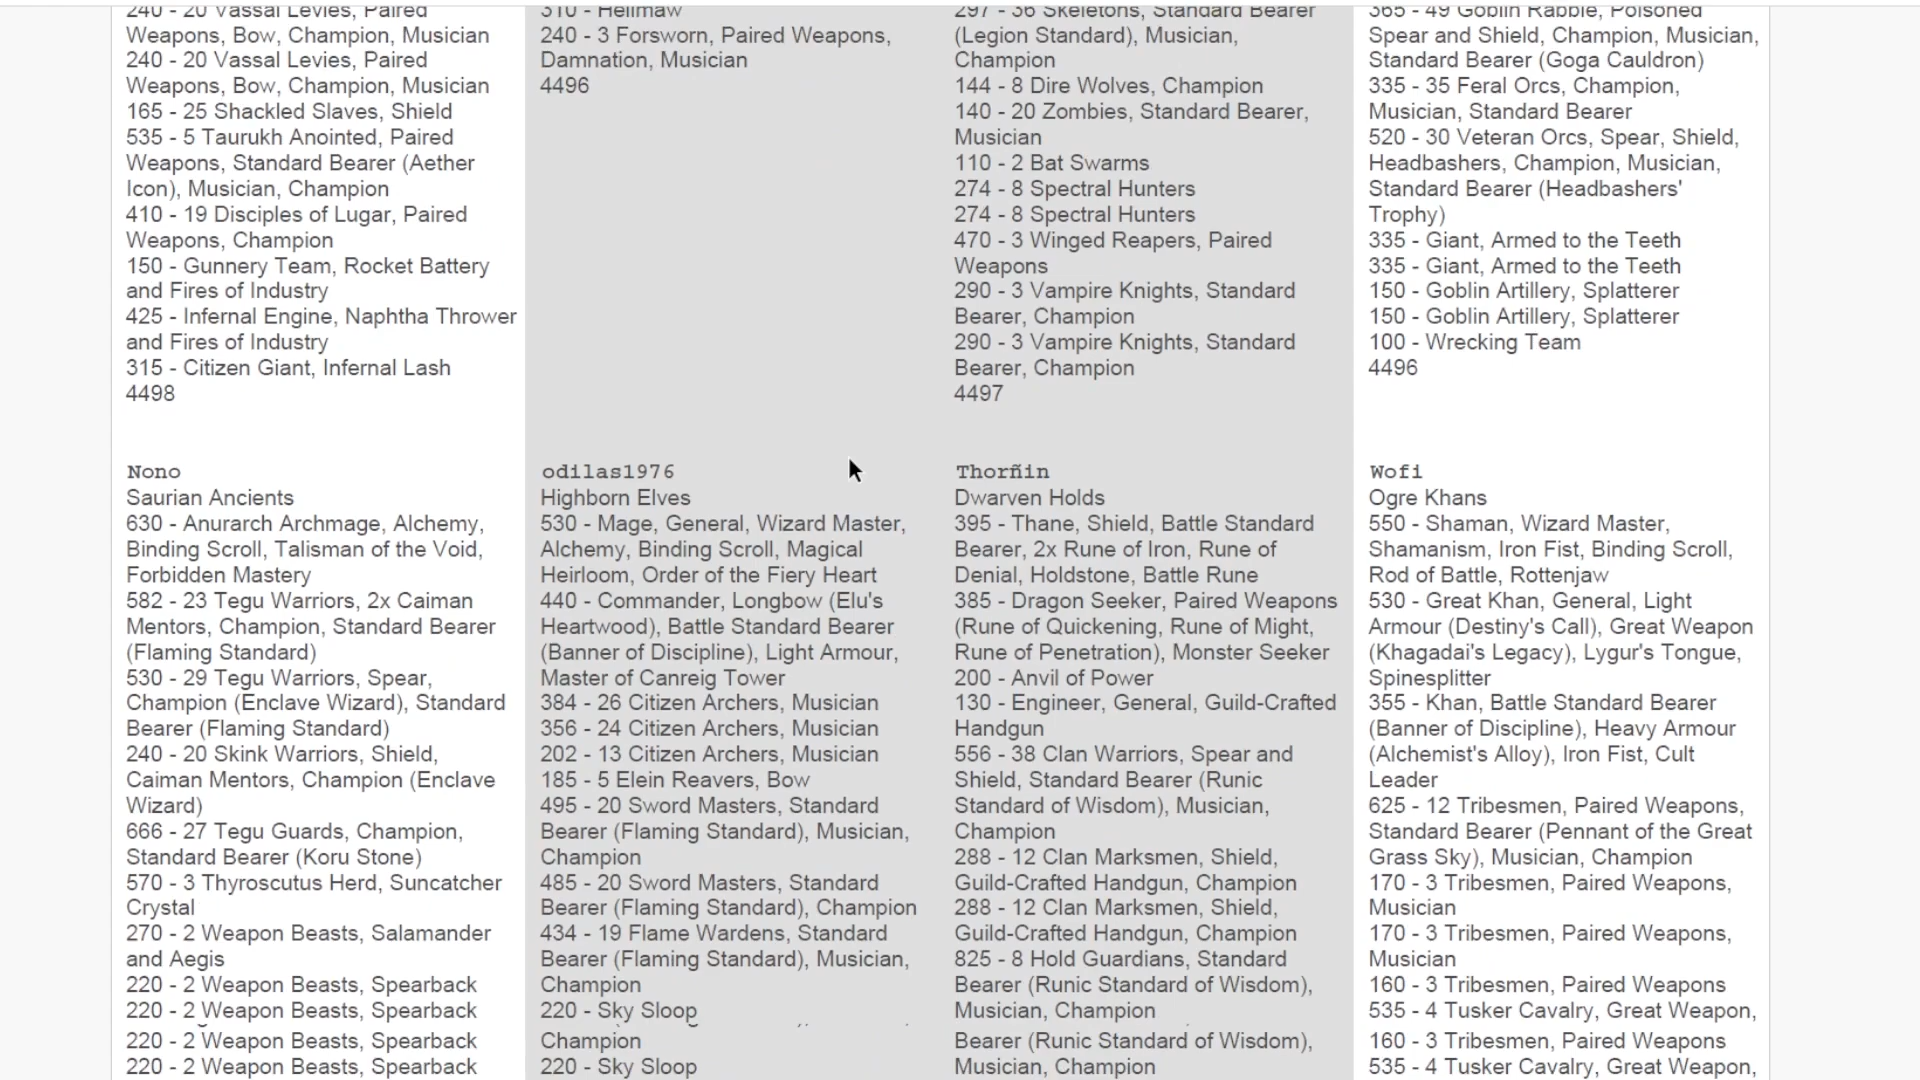 240 - 20 Vassal Levies, Paired
Weapons, Bow, Champion, Musician
240 - 20 Vassal Levies, Paired
Weapons, Bow, Champion, Musician
165 - 25 Shackled Slaves, Shield
535 - 5 Taurukh Anointed, Paired
Weapons, Standard Bearer (Aether
Icon), Musician, Champion
410 - 19 Disciples of Lugar, Paired
Weapons, Champion
150 - Gunnery Team, Rocket Battery
and Fires of Industry
425 - Infernal Engine, Naphtha Thrower
and Fires of Industry
315 - Citizen Giant, Infernal Lash
4498
310 - Hellmaw
240 - 3 Forsworn, Paired Weapons,
Damnation, Musician
4496
297 - 36 Skeletons, Standard Bearer
(Legion Standard), Musician,
Champion
144 - 8 Dire Wolves, Champion
140 - 20 Zombies, Standard Bearer,
Musician
110 - 2 Bat Swarms
274 - 8 Spectral Hunters
274 - 8 Spectral Hunters
470 - 3 Winged Reapers, Paired
Weapons
290 - 3 Vampire Knights, Standard
Bearer, Champion
290 - 3 Vampire Knights, Standard
Bearer, Champion
4497
365 - 49 Goblin Rabble, Poisoned
Spear and Shield, Champion, Musician,
Standard Bearer (Goga Cauldron)
335 - 35 Feral Orcs, Champion,
Musician, Standard Bearer
520 - 30 Veteran Orcs, Spear, Shield,
Headbashers, Champion, Musician,
Standard Bearer (Headbashers'
Trophy)
335 - Giant, Armed to the Teeth
335 - Giant, Armed to the Teeth
150 - Goblin Artillery, Splatterer
150 - Goblin Artillery, Splatterer
100 - Wrecking Team
4496
Nono
Saurian Ancients
630 - Anurarch Archmage, Alchemy,
Binding Scroll, Talisman of the Void,
Forbidden Mastery
582 - 23 Tegu Warriors, 2x Caiman
Mentors, Champion, Standard Bearer
(Flaming Standard)
530 - 29 Tegu Warriors, Spear,
Champion (Enclave Wizard), Standard
Bearer (Flaming Standard)
240 - 20 Skink Warriors, Shield,
Caiman Mentors, Champion (Enclave
Wizard)
666 - 27 Tegu Guards, Champion,
Standard Bearer (Koru Stone)
570 - 3 Thyroscutus Herd, Suncatcher
Crystal
270 - 2 Weapon Beasts, Salamander
and Aegis
220 - 2 Weapon Beasts, Spearback
220 - 2 Weapon Beasts, Spearback
220 - 2 Weapon Beasts, Spearback
220 - 2 Weapon Beasts, Spearback
odilas1976
Highborn Elves
530 - Mage, General, Wizard Master,
Alchemy, Binding Scroll, Magical
Heirloom, Order of the Fiery Heart
440 - Commander, Longbow (Elu's
Heartwood), Battle Standard Bearer
(Banner of Discipline), Light Armour,
Master of Canreig Tower
384 - 26 Citizen Archers, Musician
356 - 24 Citizen Archers, Musician
202 - 13 Citizen Archers, Musician
185 - 5 Elein Reavers, Bow
495 - 20 Sword Masters, Standard
Bearer (Flaming Standard), Musician,
Champion
485 - 20 Sword Masters, Standard
Bearer (Flaming Standard), Champion
434 - 19 Flame Wardens, Standard
Bearer (Flaming Standard), Musician,
Champion
220 - Sky Sloop
Champion
220 - Sky Sloop
Thorñin
Dwarven Holds
395 - Thane, Shield, Battle Standard
Bearer, 2x Rune of Iron, Rune of
Denial, Holdstone, Battle Rune
385 - Dragon Seeker, Paired Weapons
(Rune of Quickening, Rune of Might,
Rune of Penetration), Monster Seeker
200 - Anvil of Power
130 - Engineer, General, Guild-Crafted
Handgun
556 - 38 Clan Warriors, Spear and
Shield, Standard Bearer (Runic
Standard of Wisdom), Musician,
Champion
288 - 12 Clan Marksmen, Shield,
Guild-Crafted Handgun, Champion
288 - 12 Clan Marksmen, Shield,
Guild-Crafted Handgun, Champion
825 - 8 Hold Guardians, Standard
Bearer (Runic Standard of Wisdom),
Musician, Champion
Bearer (Runic Standard of Wisdom),
Musician, Champion
Wofi
Ogre Khans
550 - Shaman, Wizard Master,
Shamanism, Iron Fist, Binding Scroll,
Rod of Battle, Rottenjaw
530 - Great Khan, General, Light
Armour (Destiny's Call), Great Weapon
(Khagadai's Legacy), Lygur's Tongue,
Spinesplitter
355 - Khan, Battle Standard Bearer
(Banner of Discipline), Heavy Armour
(Alchemist's Alloy), Iron Fist, Cult
Leader
625 - 12 Tribesmen, Paired Weapons,
Standard Bearer (Pennant of the Great
Grass Sky), Musician, Champion
170 - 3 Tribesmen, Paired Weapons,
Musician
170 - 3 Tribesmen, Paired Weapons,
Musician
160 - 3 Tribesmen, Paired Weapons
535 - 4 Tusker Cavalry, Great Weapon,
160 - 3 Tribesmen, Paired Weapons
535 - 4 Tusker Cavalry, Great Weapon,